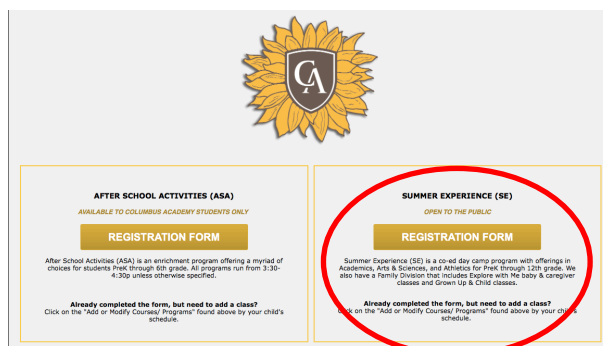 CA
AFTER SCHOOL ACTIVITIES (ASA)
AVAILABLE TO COLUMBUS ACADEMY STUDENTS ONLY
REGISTRATION FORM
After School Activities (ASA) is an enrichment program offering a myriad of
choices for students PreK through 6th grade. All programs run from 3:30-
4:30p unless otherwise specified.
Already completed the form, but need to add a class?
Click on the "Add or Modify Courses/ Programs" found above by your child's
schedule.
SUMMER EXPERIENCE (SE)
OPEN TO THE PUBLIC
REGISTRATION FORM
Summer Experience (SE) is a co-ed day camp program with offerings in
Academics, Arts & Sciences, and Athletics for PreK through 12th grade. We
also have a Family Division that includes Explore with Me baby & caregiver
classes and Grown Up & Child classes.
Already completed the form, but need to add a class?
Click on the "Add or Modify Courses/ Programs" found above by your child's
schedule.